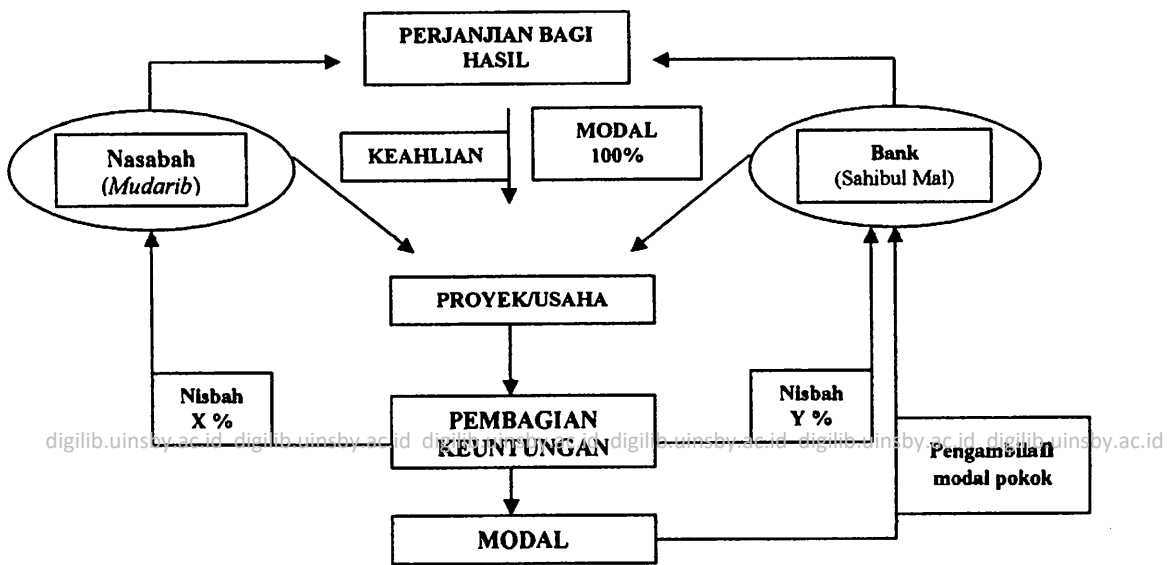 PERJANJIAN BAGI
HASIL
KEAHLIAN
MODAL
100%
Nasabah
(Mudarib)
Bank
(Sahibul Mal)
PROYEK/USAHA
Nisbah
X %
Nisbah
Y %
PEMBAGIAN
KEUNTUNGAN
digilib.uinsby.ac.id digilib.uinsby.ac.id digilib.uinsby.ac.id digilib.uinsby.ac.id digilib.uinsby.ac.id digilib.uinsby.ac.id
Pengambilan
modal pokok
MODAL